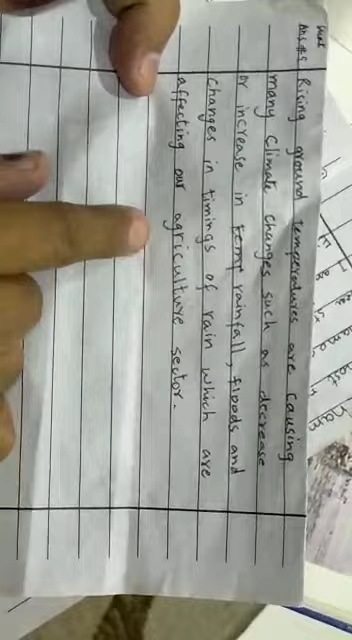 Ans #5 Rising ground temperatures are causing
many climate changes such as decrease
or increase in rainfall, floods and
changes in timings of rain which are
affecting our agriculture sector.